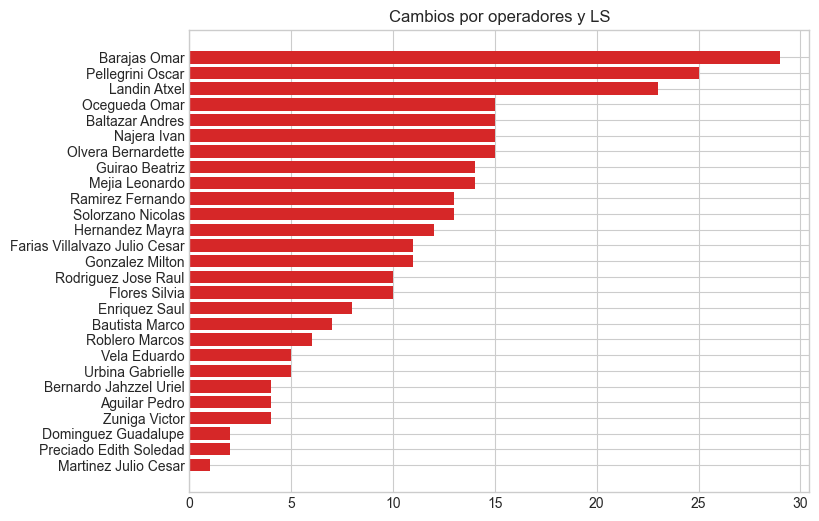 Cambios por operadores y LS
Barajas Omar
Pellegrini Oscar
Landin Atxel
Ocegueda Omar
Baltazar Andres
Najera Ivan
Olvera Bernardette
Guirao Beatriz
Mejia Leonardo
Ramirez Fernando
Solorzano Nicolas
Hernandez Mayra
Farias Villalvazo Julio Cesar
Gonzalez Milton
Rodriguez Jose Raul
Flores Silvia
Enriquez Saul
Bautista Marco
Roblero Marcos
Vela Eduardo
Urbina Gabrielle
Bernardo Jahzzel Uriel
Aguilar Pedro
Zuniga Victor
Dominguez Guadalupe
Preciado Edith Soledad
Martinez Julio Cesar
0 5 10 15 20 25 30